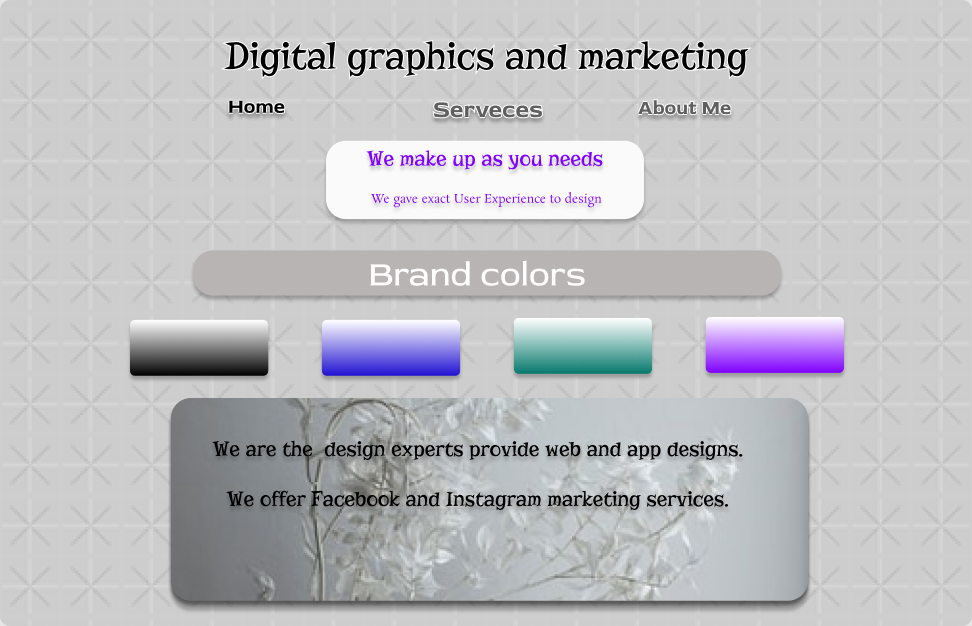 Digital graphics and marketing
Home Serveces About Me
We make up as you needs
We gave exact User Experience to design
Brand colors
We are the design experts provide web and app designs.
We offer Facebook and Instagram marketing services.